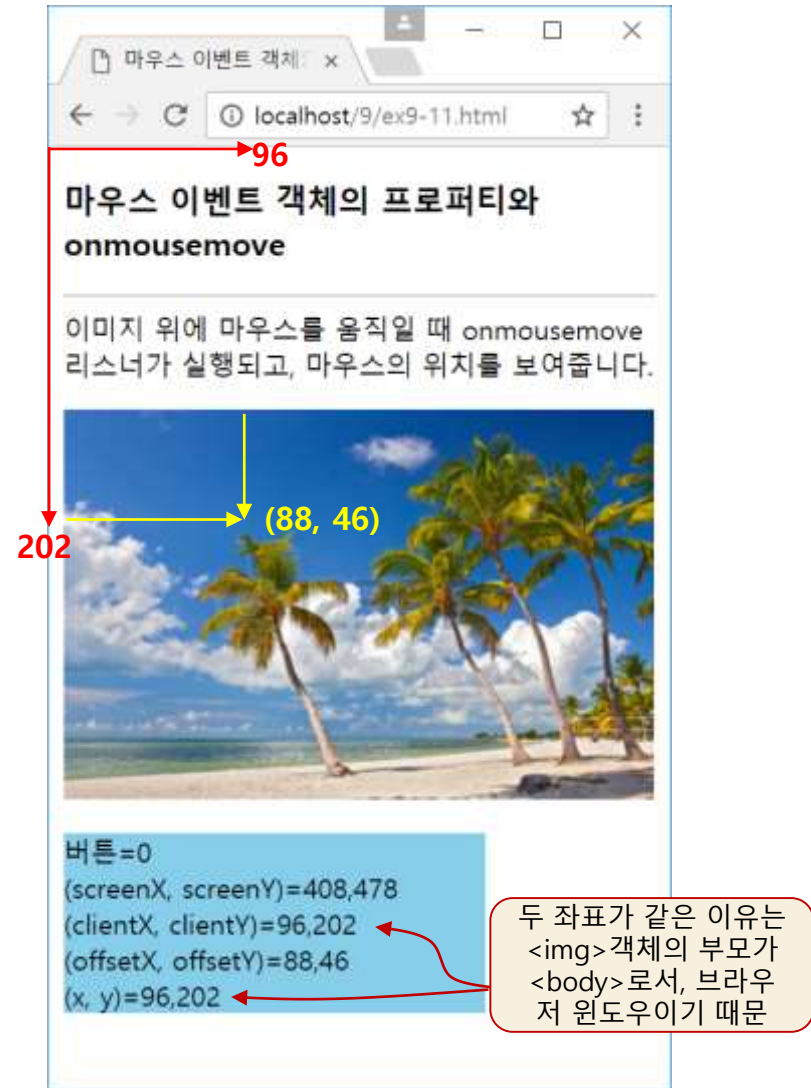 마우스 이벤트 객체
localhost/9/ex9-11.html
96
마우스 이벤트 객체의 프로퍼티와
onmousemove
이미지 위에 마우스를 움직일 때 onmousemove
리스너가 실행되고, 마우스의 위치를 보여줍니다.
(88, 46)
202
버튼=0
(screenX, screenY)=408,478
(clientX, clientY)=96,202
(offsetX, offsetY)=88,46
(x, y)=96,202
두 좌표가 같은 이유는
<img>객체의 부모가
<body>로서, 브라우
저 윈도우이기 때문